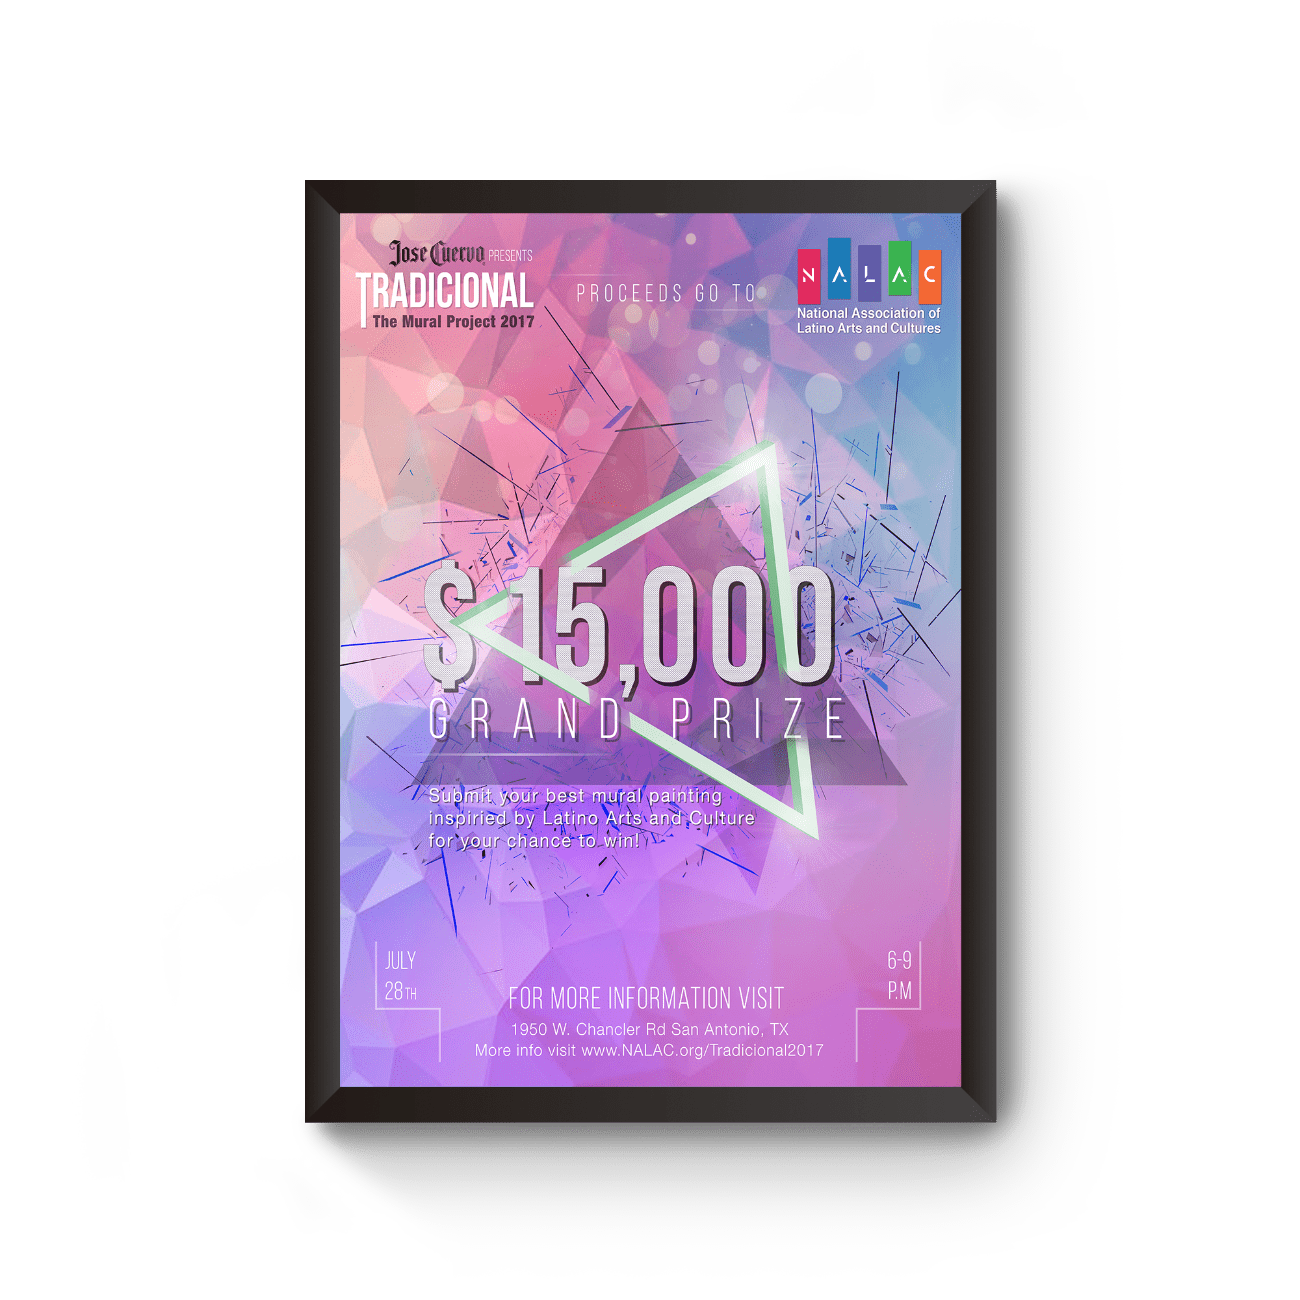 Jose Cuervo PRESENTS
TRADICIONAL
The Mural Project 2017
PROCEEDS GO TO
NALAC
National Association of
Latino Arts and Cultures
$15,000
GRAND PRIZE
Submit your best mural painting
inspiried by Latino Arts and Culture
for your chance to win!
JULY
28TH
6-9
P.M
FOR MORE INFORMATION VISIT
1950 W. Chancler Rd San Antonio, TX
More info visit www.NALAC.org/Tradicional2017